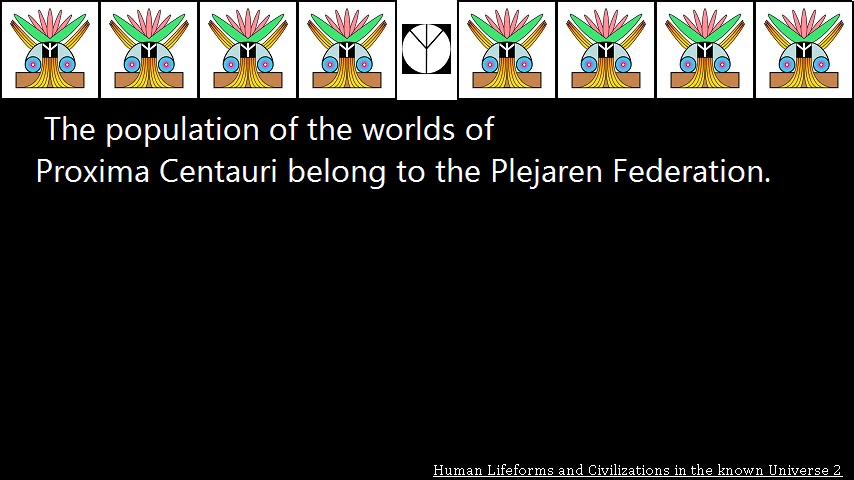 The population of the worlds of
Proxima Centauri belong to the Plejaren Federation.
Human Lifeforms and Civilizations in the known Universe 2